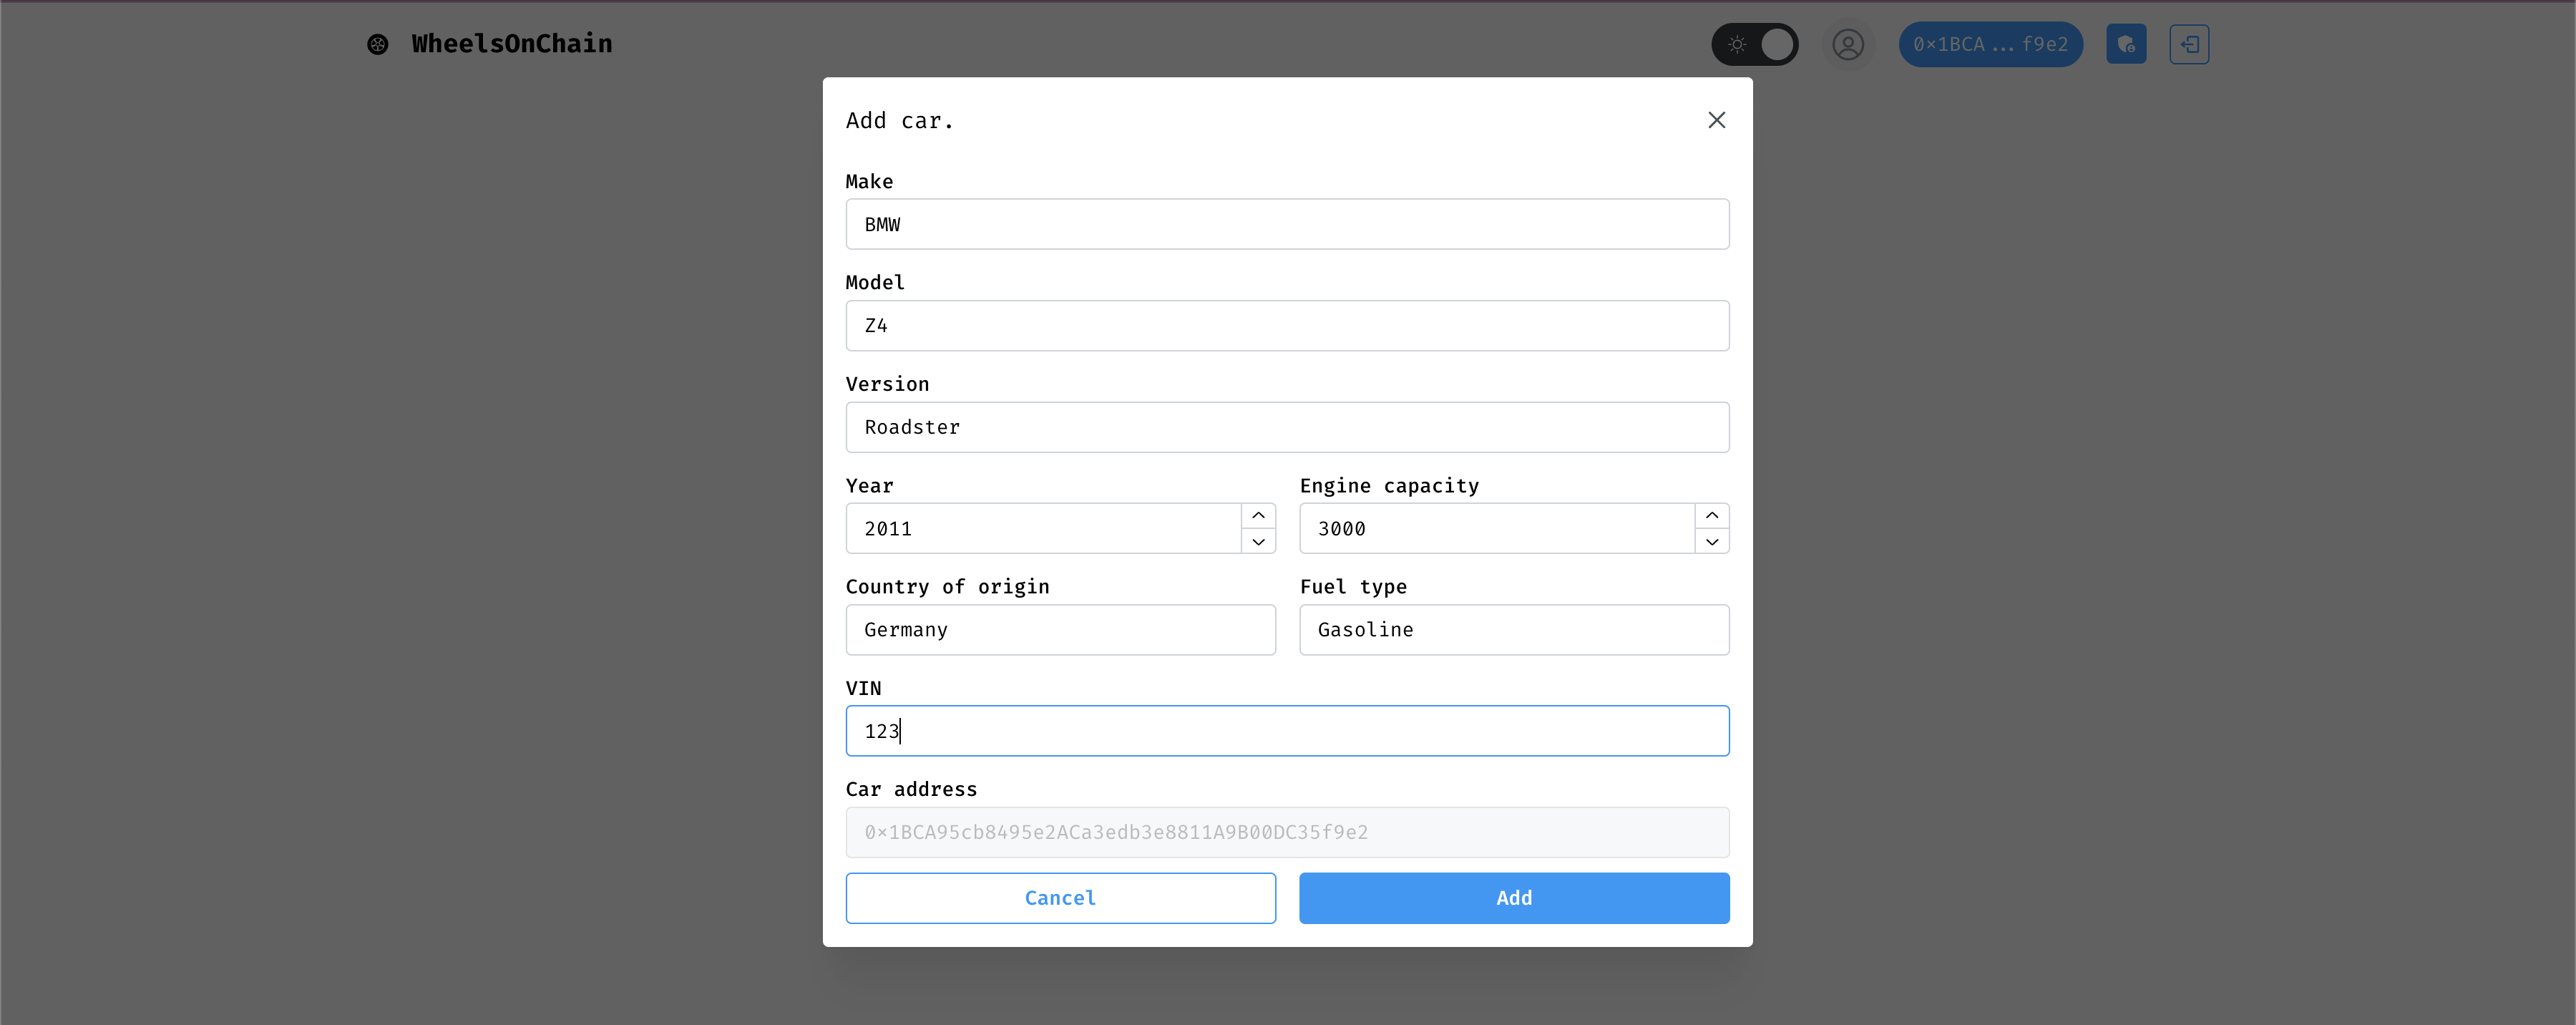 WheelsOnChain
0×1BCA...f9e2
Add car.
Make
BMW
Model
Z4
Version
Roadster
Year
Engine capacity
2011
3000
Country of origin
Fuel type
Germany
Gasoline
VIN
123
Car address
0×1BCA95cb8495e2ACa3edb3e8811A9B00DC35f9e2
Cancel
Add